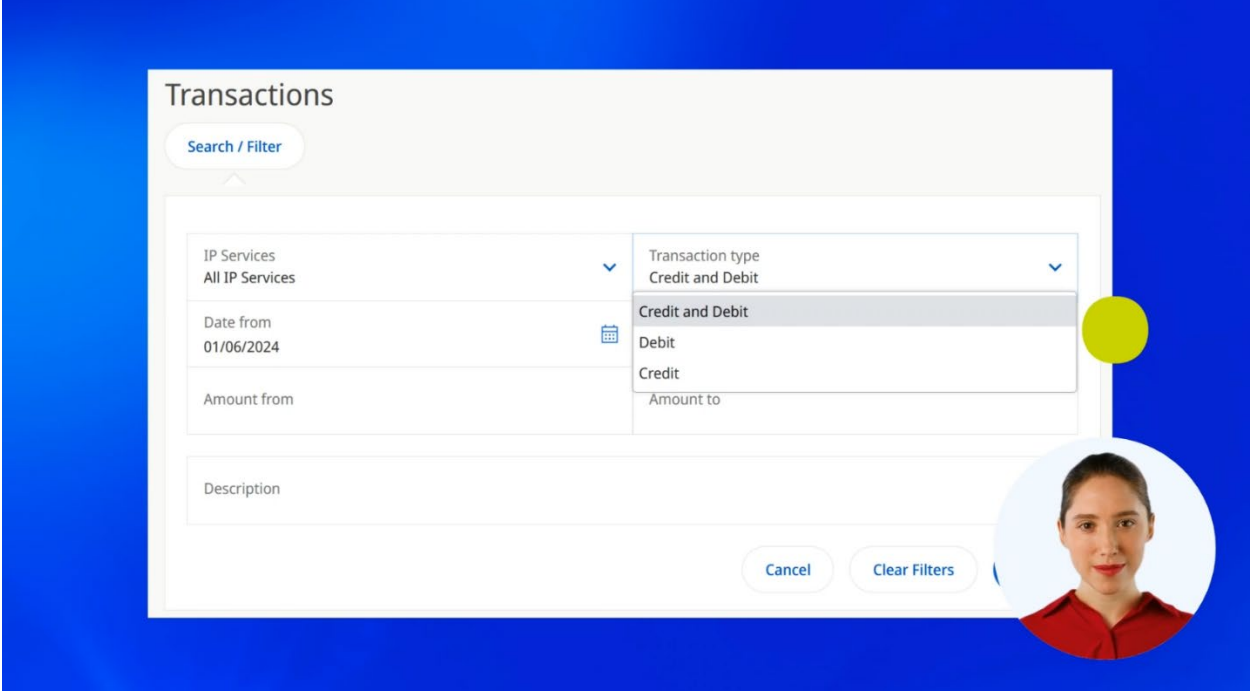 Transactions
Search / Filter
IP Services
All IP Services
Transaction type
Credit and Debit
Credit and Debit
Debit
Credit
Date from
01/06/2024
Amount from
Amount to
Description
Cancel
Clear Filters